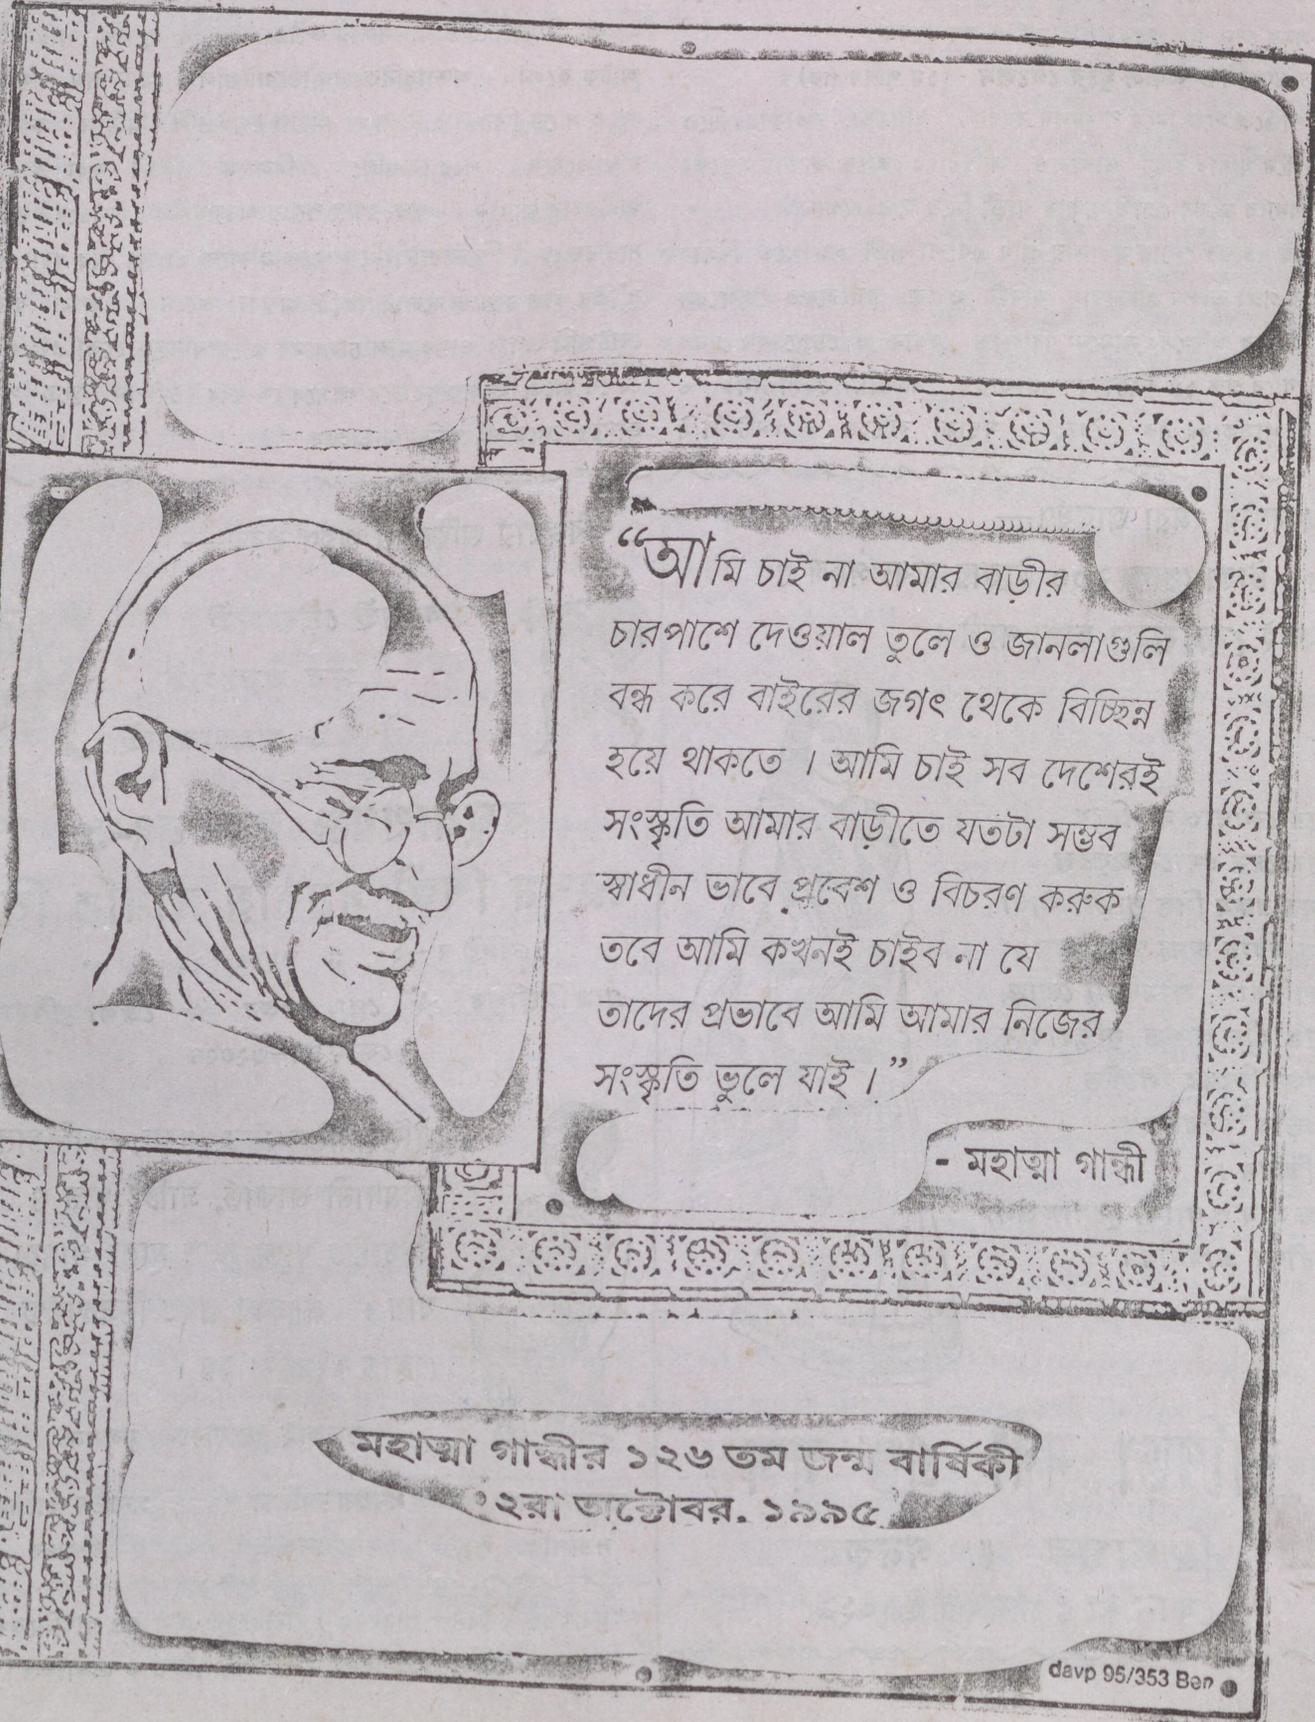 “আমি চাই না আমার বাড়ীর
চারপাশে দেওয়াল তুলে ও জানলাগুলি
বন্ধ করে বাইরের জগৎ থেকে বিচ্ছিন্ন
হয়ে থাকতে । আমি চাই সব দেশেরই
সংস্কৃতি আমার বাড়ীতে যতটা সম্ভব
স্বাধীন ভাবে প্রবেশ ও বিচরণ করুক
তবে আমি কখনই চাইব না যে
তাদের প্রভাবে আমি আমার নিজের
সংস্কৃতি ভুলে যাই ।”
- মহাত্মা গান্ধী
মহাত্মা গান্ধীর ১২৬ তম জন্ম বার্ষিকী
২রা অক্টোবর. ১৯৯৫
davp 95/353 Ben